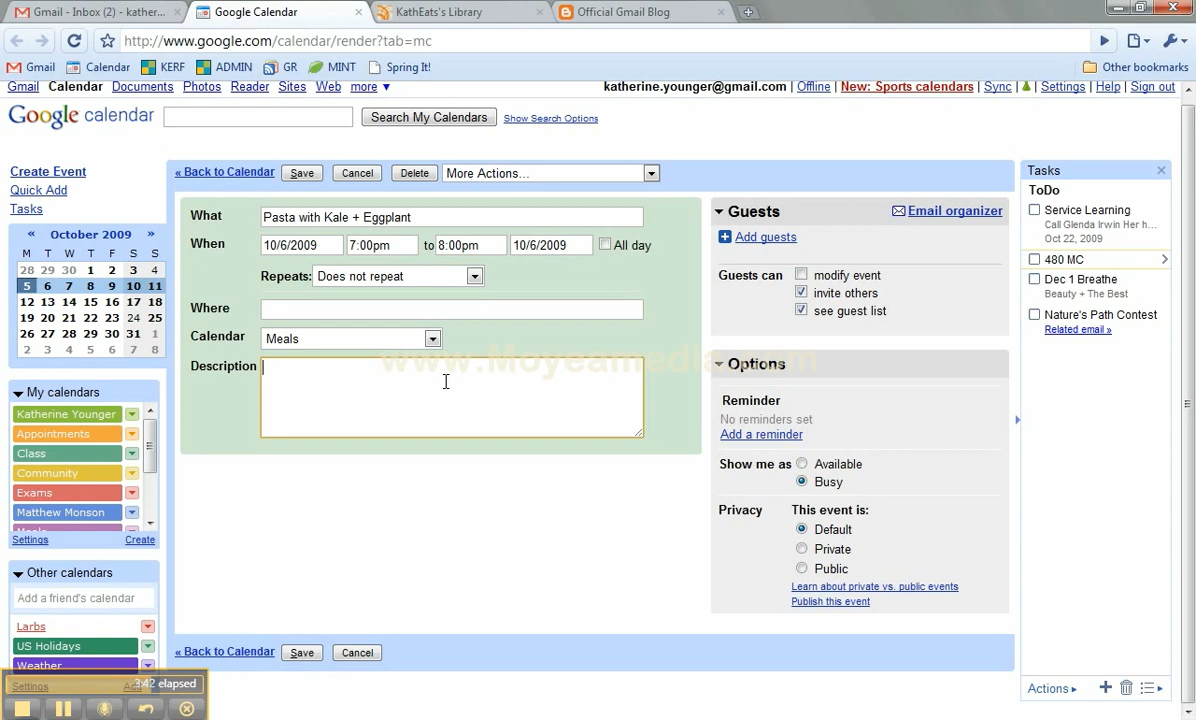 Gmail - Inbox (2) - kather...
Google Calendar
KathEats's Library
Official Gmail Blog
http://www.google.com/calendar/render?tab=mc
Gmail
Calendar
KERF
ADMIN
GR
MINT
Spring It!
Other bookmarks
Gmail Calendar Documents Photos Reader Sites Web more ▼
katherine.younger@gmail.com | Offline | New: Sports calendars | Sync | Settings | Help | Sign out
Google calendar
Search My Calendars
Show Search Options
Create Event
Quick Add
Tasks
« October 2009 »
M T W T F S S
28 29 30 1 2 3 4
5 6 7 8 9 10 11
12 13 14 15 16 17 18
19 20 21 22 23 24 25
26 27 28 29 30 31 1
2 3 4 5 6 7 8
My calendars
Katherine Younger
Appointments
Class
Community
Exams
Matthew Monson
Meals
Settings Create
Other calendars
Add a friend's calendar
Larbs
US Holidays
Weather
Settings
3:42 elapsed
« Back to Calendar Save Cancel Delete More Actions...
What Pasta with Kale + Eggplant
When 10/6/2009 7:00pm to 8:00pm 10/6/2009 All day
Repeats: Does not repeat
Where
Calendar Meals
Description
www.Moyeamedia.com
« Back to Calendar Save Cancel
Guests Email organizer
Add guests
Guests can modify event
invite others
see guest list
Options
Reminder
No reminders set
Add a reminder
Show me as Available
Busy
Privacy This event is:
Default
Private
Public
Learn about private vs. public events
Publish this event
Tasks
ToDo
Service Learning
Call Glenda Irwin Her h
Oct 22, 2009
480 MC
Dec 1 Breathe
Beauty + The Best
Nature's Path Contest
Related email »
Actions